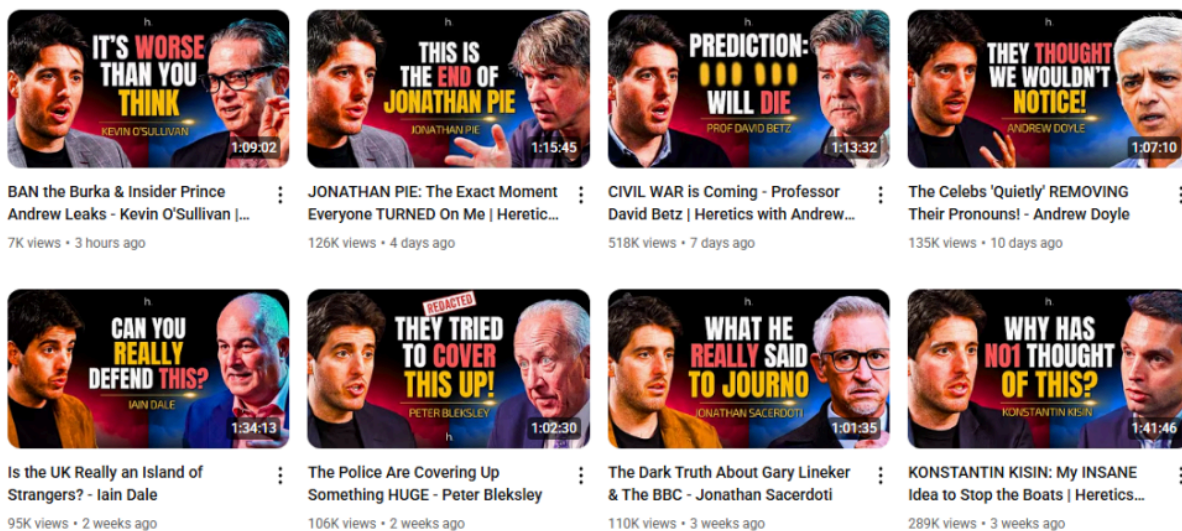 h.
IT'S WORSE
THAN YOU
THINK
KEVIN O'SULLIVAN
1:09:02
BAN the Burka & Insider Prince
Andrew Leaks - Kevin O'Sullivan |...
7K views • 3 hours ago
h.
THIS IS
THE END OF
JONATHAN PIE
JONATHAN PIE
1:15:45
JONATHAN PIE: The Exact Moment
Everyone TURNED On Me | Heretic...
126K views • 4 days ago
h.
PREDICTION:
WILL DIE
PROF DAVID BETZ
1:13:32
CIVIL WAR is Coming - Professor
David Betz | Heretics with Andrew...
518K views • 7 days ago
h.
THEY THOUGHT
WE WOULDN'T
NOTICE!
ANDREW DOYLE
1:07:10
The Celebs 'Quietly' REMOVING
Their Pronouns! - Andrew Doyle
135K views • 10 days ago
h.
CAN YOU
REALLY
DEFEND THIS?
IAIN DALE
1:34:13
Is the UK Really an Island of
Strangers? - Iain Dale
95K views • 2 weeks ago
REDACTED
THEY TRIED
TO COVER
THIS UP!
PETER BLEKSLEY
h.
1:02:30
The Police Are Covering Up
Something HUGE - Peter Bleksley
106K views • 2 weeks ago
h.
WHAT HE
REALLY SAID
TO JOURNO
JONATHAN SACERDOTI
1:01:35
The Dark Truth About Gary Lineker
& The BBC - Jonathan Sacerdoti
110K views • 3 weeks ago
h.
WHY HAS
NO1 THOUGHT
OF THIS?
KONSTANTIN KISIN
1:41:46
KONSTANTIN KISIN: My INSANE
Idea to Stop the Boats | Heretics...
289K views • 3 weeks ago